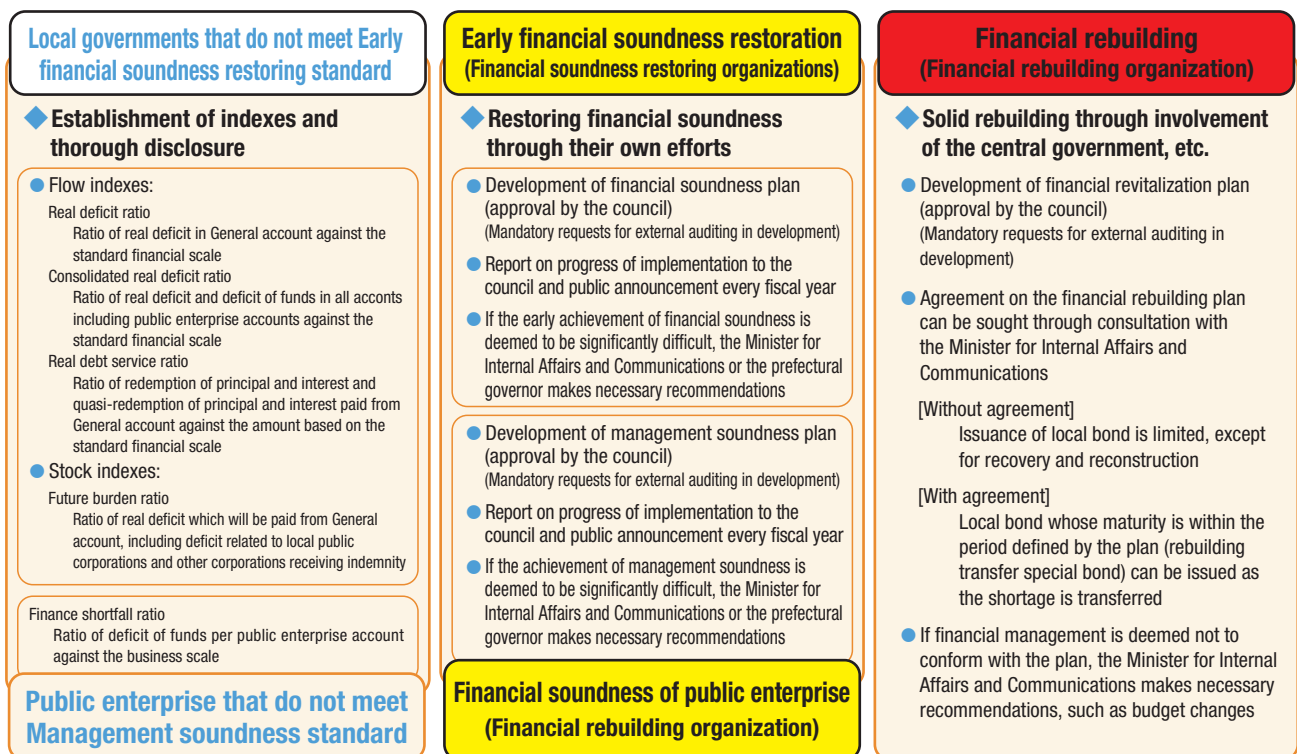 Local governments that do not meet Early
financial soundness restoring standard
◆ Establishment of indexes and
thorough disclosure
● Flow indexes:
Real deficit ratio
Ratio of real deficit in General account against the
standard financial scale
Consolidated real deficit ratio
Ratio of real deficit and deficit of funds in all acconts
including public enterprise accounts against the
standard financial scale
Real debt service ratio
Ratio of redemption of principal and interest and
quasi-redemption of principal and interest paid from
General account against the amount based on the
standard financial scale
● Stock indexes:
Future burden ratio
Ratio of real deficit which will be paid from General
account, including deficit related to local public
corporations and other corporations receiving indemnity
Finance shortfall ratio
Ratio of deficit of funds per public enterprise account
against the business scale
Public enterprise that do not meet
Management soundness standard
Early financial soundness restoration
(Financial soundness restoring organizations)
◆ Restoring financial soundness
through their own efforts
● Development of financial soundness plan
(approval by the council)
(Mandatory requests for external auditing in development)
● Report on progress of implementation to the
council and public announcement every fiscal year
● If the early achievement of financial soundness is
deemed to be significantly difficult, the Minister for
Internal Affairs and Communications or the prefectural
governor makes necessary recommendations
● Development of management soundness plan
(approval by the council)
(Mandatory requests for external auditing in development)
● Report on progress of implementation to the
council and public announcement every fiscal year
● If the achievement of management soundness is
deemed to be significantly difficult, the Minister for
Internal Affairs and Communications or the prefectural
governor makes necessary recommendations
Financial soundness of public enterprise
(Financial rebuilding organization)
Financial rebuilding
(Financial rebuilding organization)
◆ Solid rebuilding through involvement
of the central government, etc.
● Development of financial revitalization plan
(approval by the council)
(Mandatory requests for external auditing in
development)
● Agreement on the financial rebuilding plan
can be sought through consultation with
the Minister for Internal Affairs and
Communications
[Without agreement]
Issuance of local bond is limited, except
for recovery and reconstruction
[With agreement]
Local bond whose maturity is within the
period defined by the plan (rebuilding
transfer special bond) can be issued as
the shortage is transferred
● If financial management is deemed not to
conform with the plan, the Minister for Internal
Affairs and Communications makes necessary
recommendations, such as budget changes